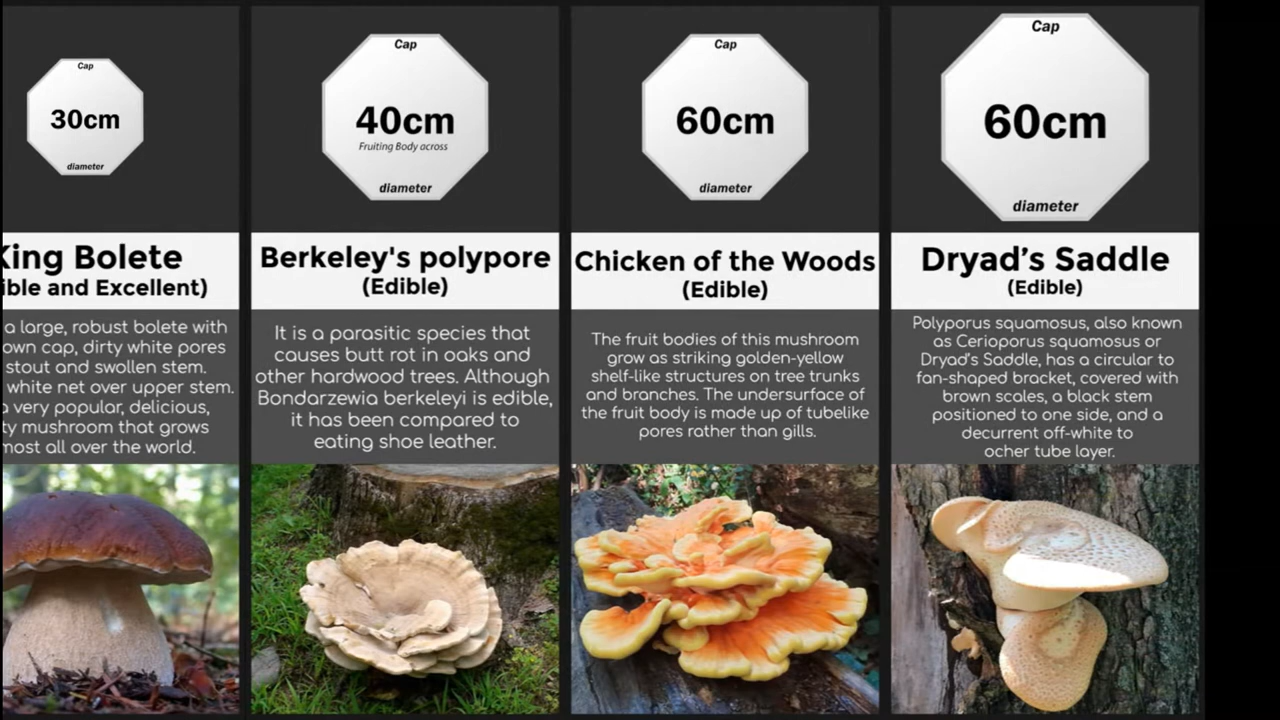 Cap
30cm
diameter
King Bolete
ible and Excellent)
a large, robust bolete with
own cap, dirty white pores
stout and swollen stem.
white net over upper stem.
a very popular, delicious,
ty mushroom that grows
most all over the world.
Cap
40cm
Fruiting Body across
diameter
Berkeley's polypore
(Edible)
It is a parasitic species that
causes butt rot in oaks and
other hardwood trees. Although
Bondarzewia berkeleyi is edible,
it has been compared to
eating shoe leather.
Cap
60cm
diameter
Chicken of the Woods
(Edible)
The fruit bodies of this mushroom
grow as striking golden-yellow
shelf-like structures on tree trunks
and branches. The undersurface of
the fruit body is made up of tubelike
pores rather than gills.
Cap
60cm
diameter
Dryad’s Saddle
(Edible)
Polyporus squamosus, also known
as Cerioporus squamosus or
Dryad’s Saddle, has a circular to
fan-shaped bracket, covered with
brown scales, a black stem
positioned to one side, and a
decurrent off-white to
ocher tube layer.